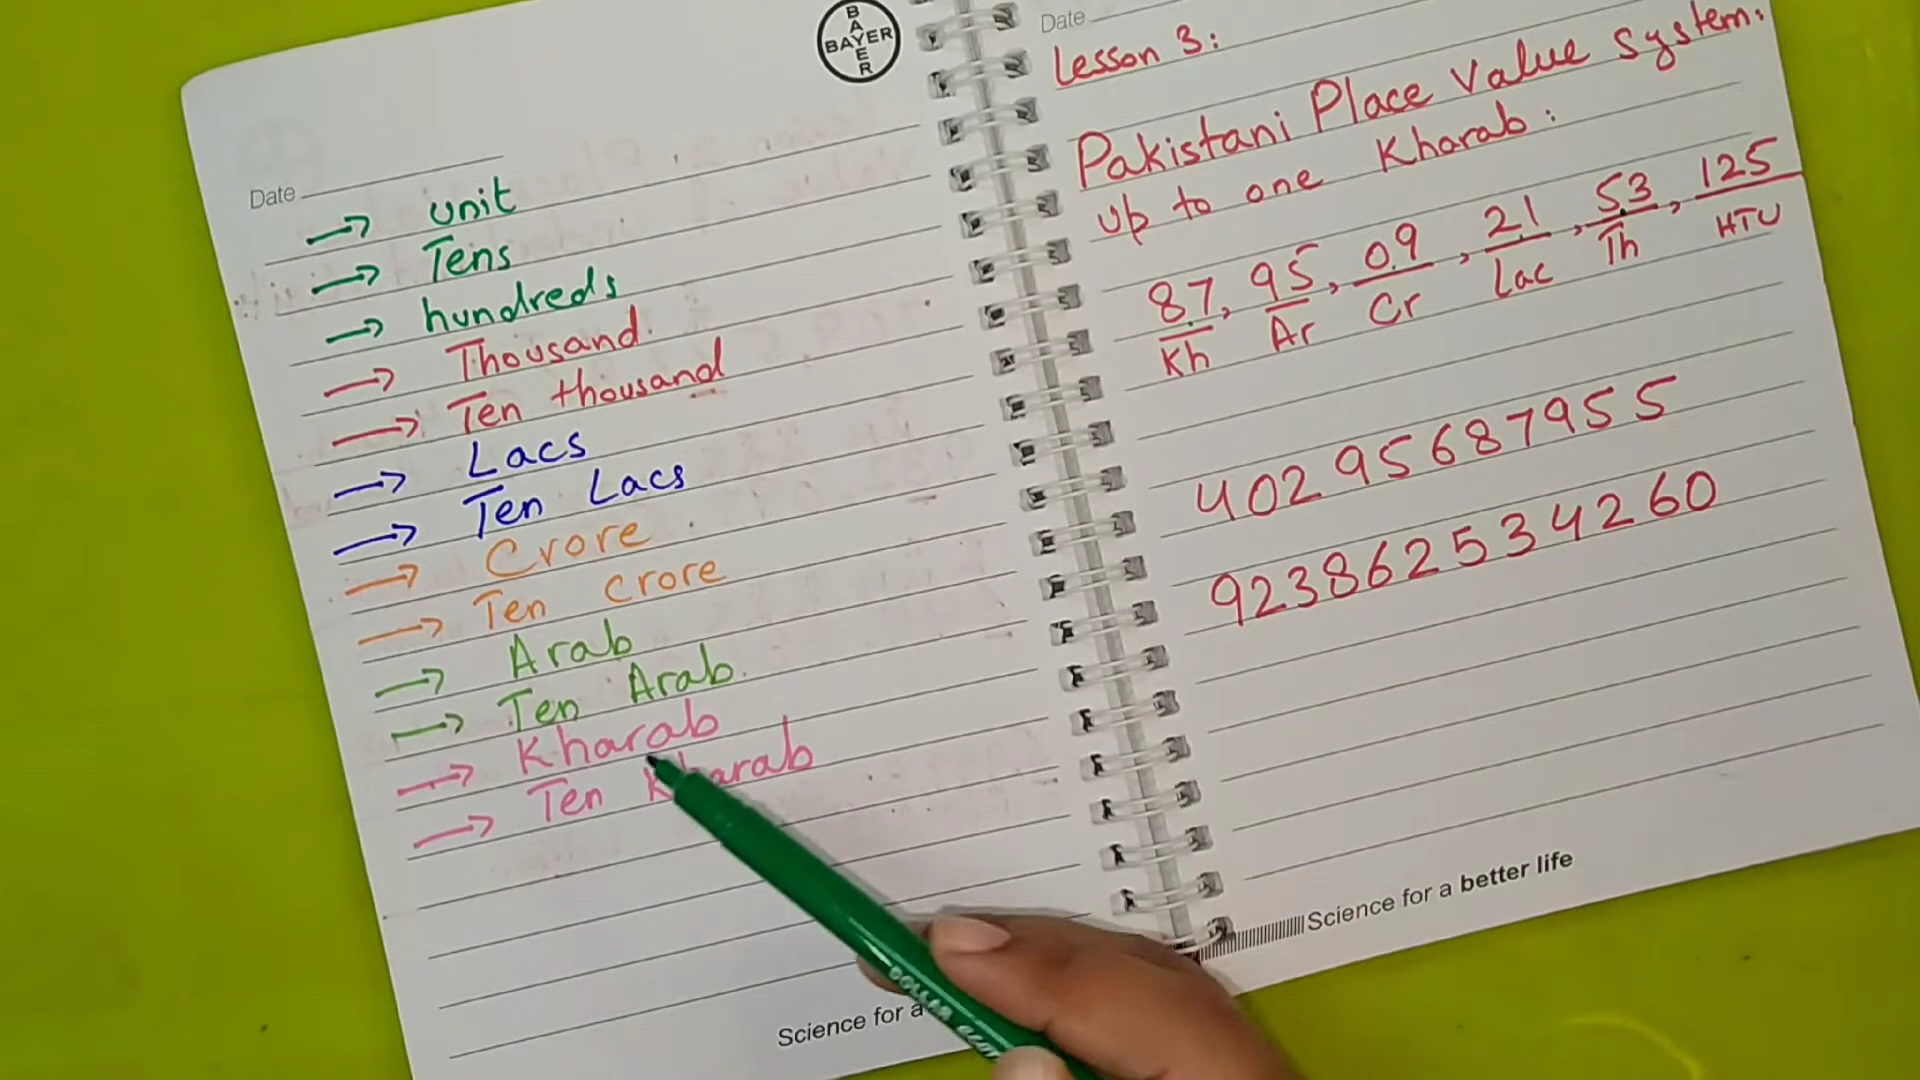 BAYER
BAYER
Date
→ unit
→ Tens
→ hundreds
→ Thousand.
→ Ten thousand
→ Lacs
→ Ten Lacs
→ Crore
→ Ten crore
→ Arab
→ Ten Arab.
→ Kharab
→ Ten Kharab
Science for a
Date
Lesson 3:
Pakistani Place Value System:
up to one Kharab:
87, 95, 09, 21, 53, 125
Kh Ar Cr Lac Th HTU
40295687955
923862534260
Science for a better life
DOLLAR